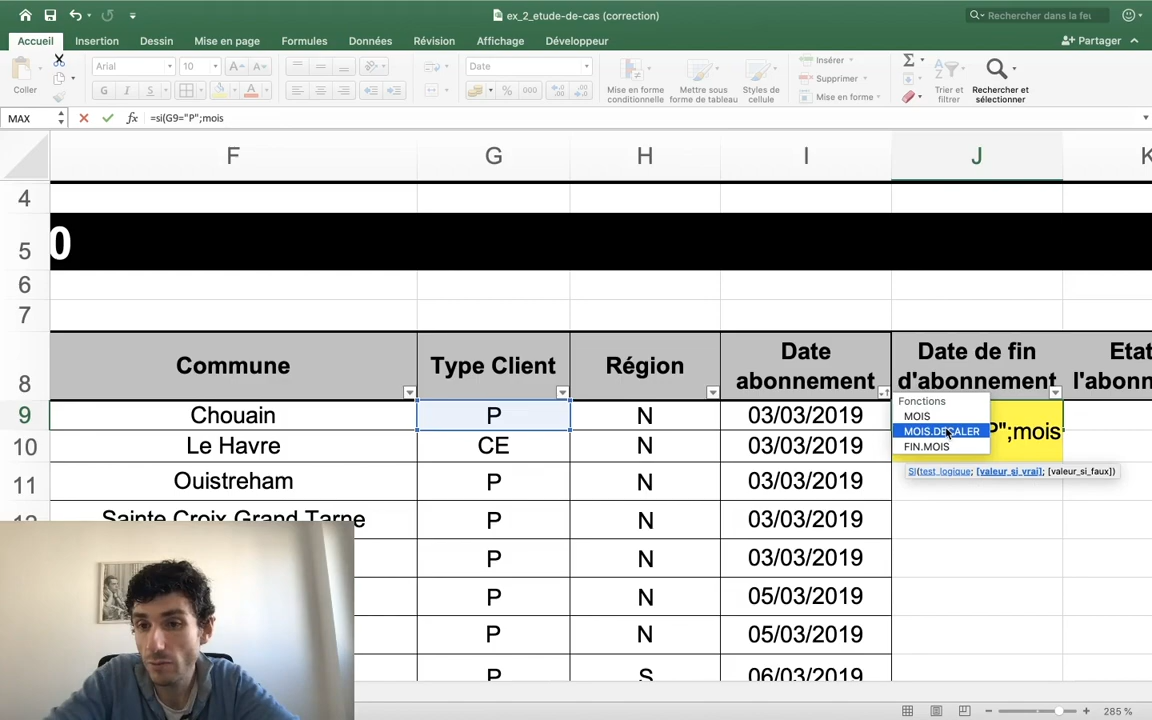 ex_2_etude-de-cas (correction)
Rechercher dans la feu
Accueil Insertion Dessin Mise en page Formules Données Révision Affichage Développeur
Partager
Coller
Arial 10
G I S
Date
% 000
Mise en forme conditionnelle
Mettre sous forme de tableau
Styles de cellule
Insérer
Supprimer
Mise en forme
Trier et filtrer
Rechercher et sélectionner
MAX fx =si(G9="P";mois
F G H I J K
4
5 0
6
7
8 Commune Type Client Région Date abonnement Date de fin d'abonnement Etat l'abonn
9 Chouain P N 03/03/2019 P";mois
10 Le Havre CE N 03/03/2019
11 Ouistreham P N 03/03/2019
Sainte Croix Grand Tarne P N 03/03/2019
P N 03/03/2019
P N 05/03/2019
P N 05/03/2019
P S 06/03/2019
Fonctions
MOIS
MOIS.DECALER
FIN.MOIS
SI(test_logique; [valeur_si_vrai]; [valeur_si_faux])
285 %